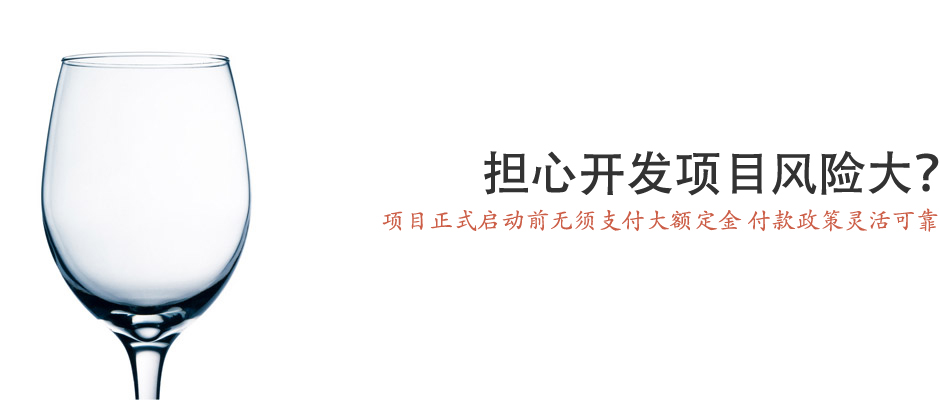 担心开发项目风险大?
项目正式启动前无须支付大额定金 付款政策灵活可靠